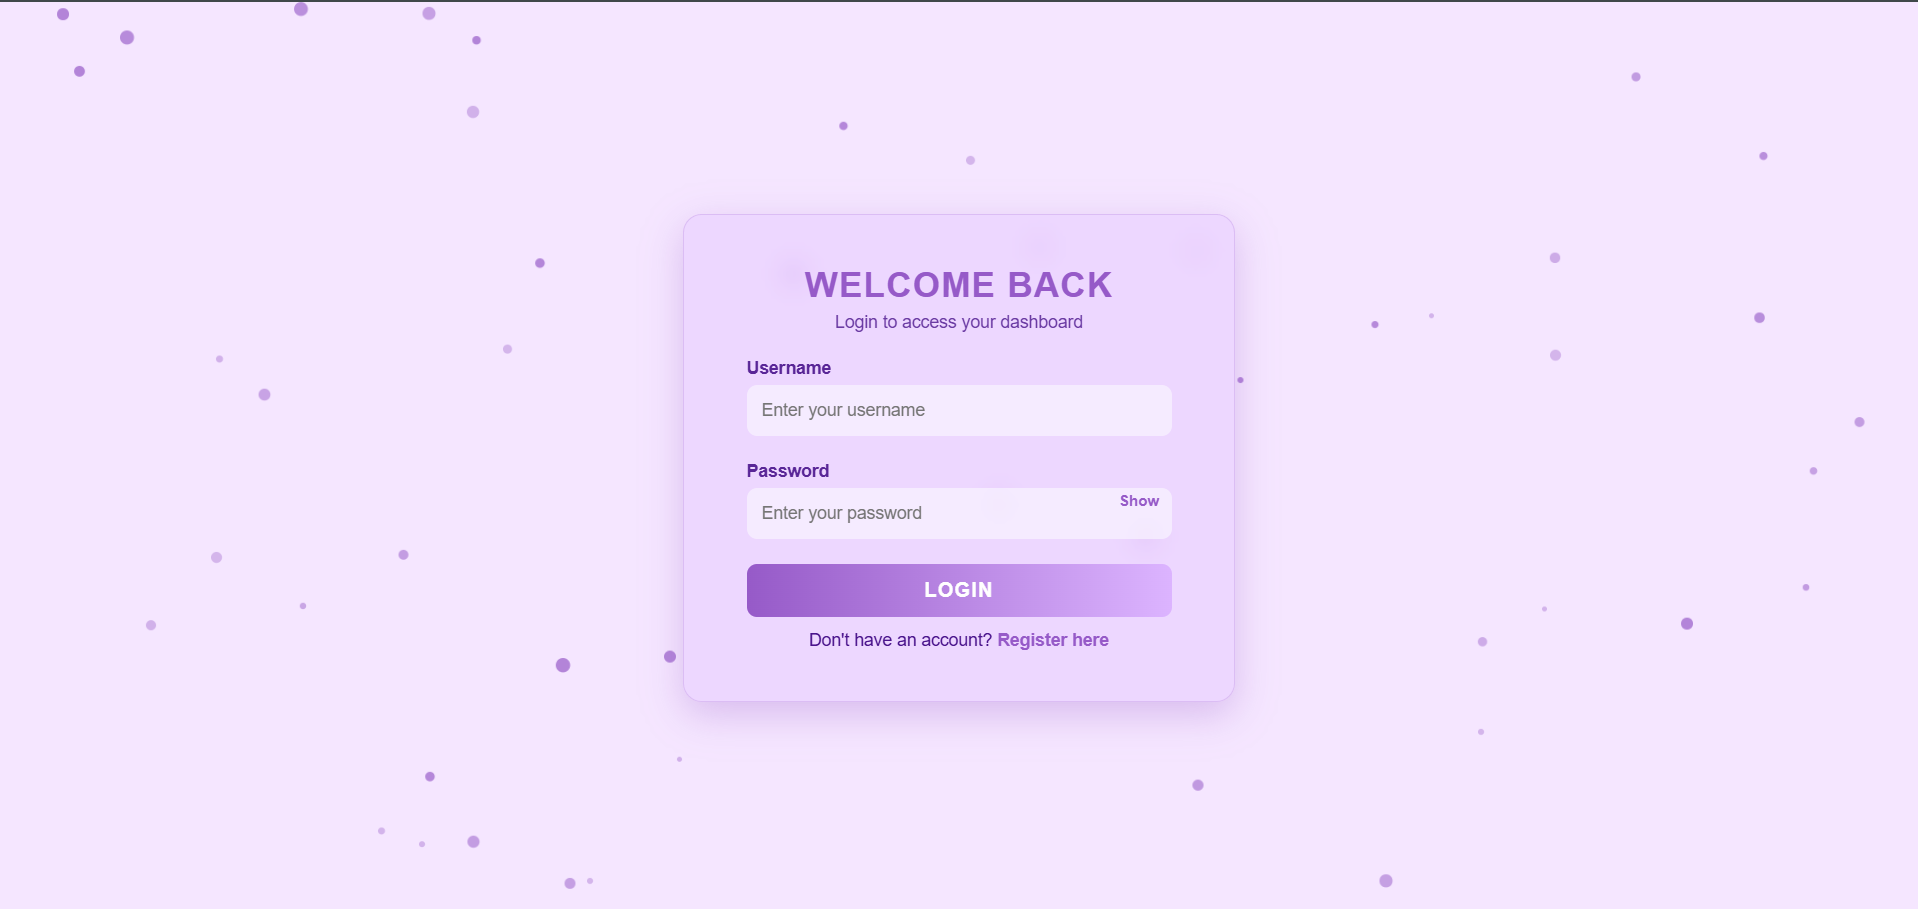 WELCOME BACK
Login to access your dashboard
Username
Enter your username
Password
Enter your password
Show
LOGIN
Don't have an account? Register here